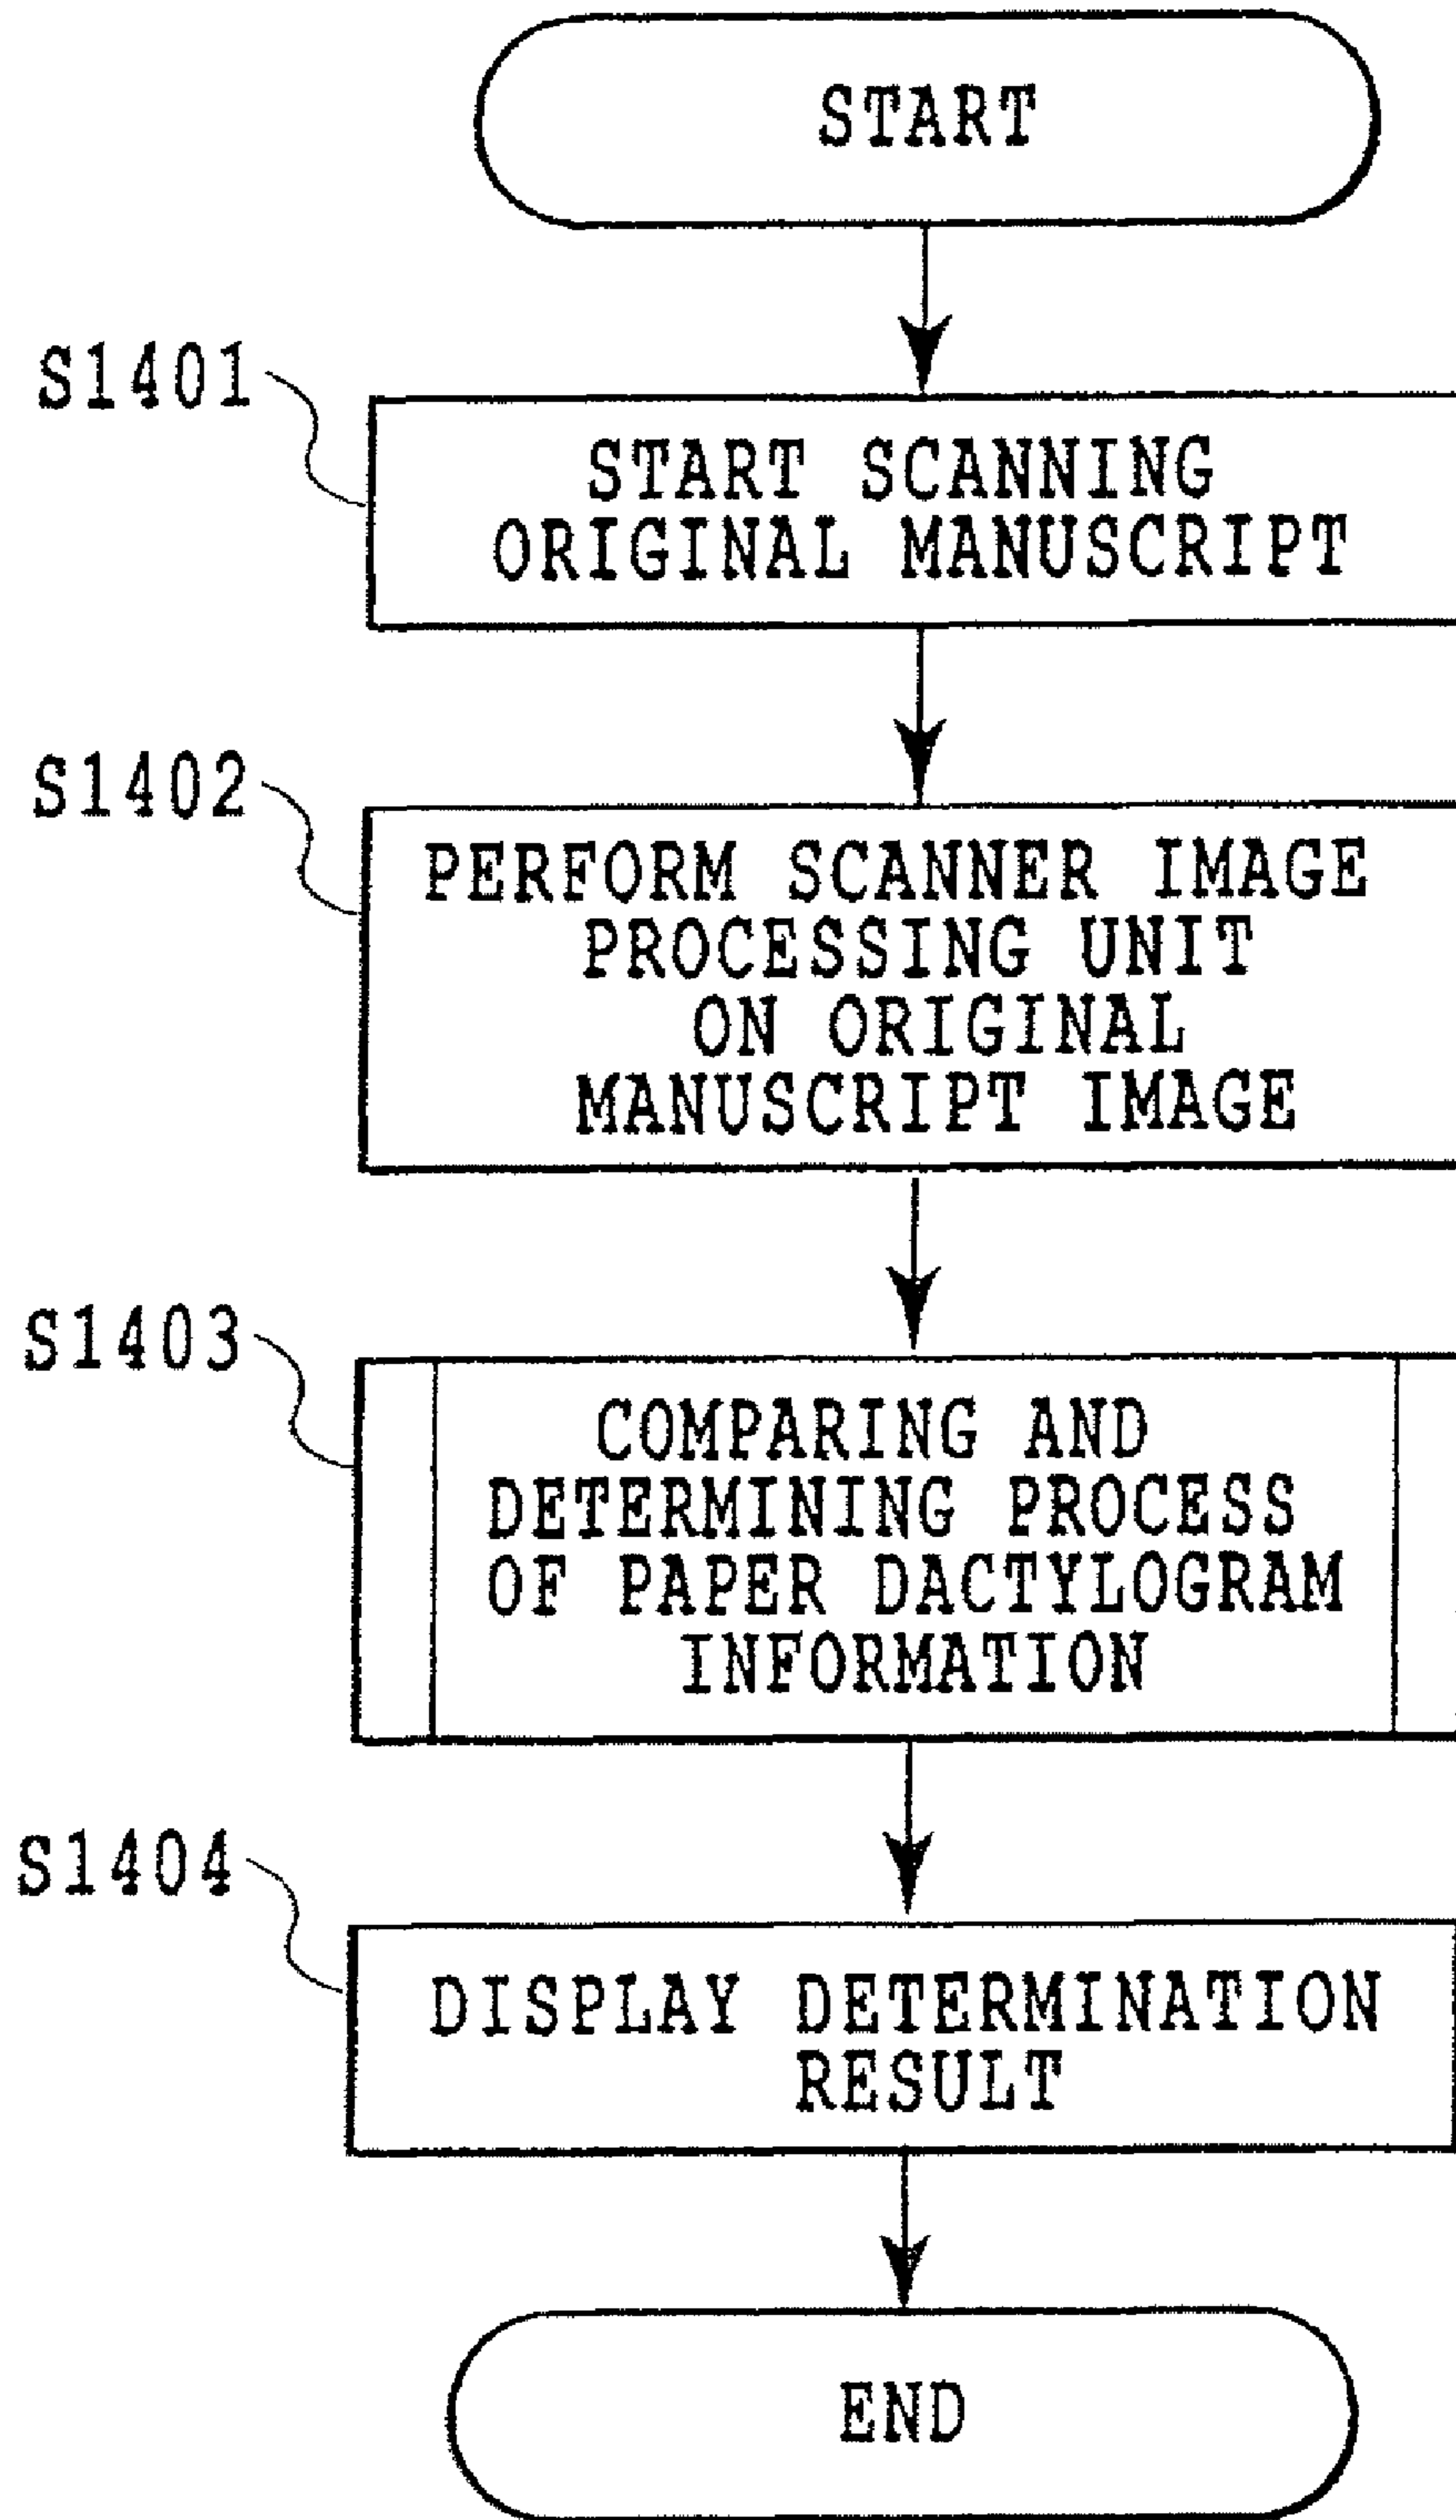 START
S1401
START SCANNING
ORIGINAL MANUSCRIPT
S1402
PERFORM SCANNER IMAGE
PROCESSING UNIT
ON ORIGINAL
MANUSCRIPT IMAGE
S1403
COMPARING AND
DETERMINING PROCESS
OF PAPER DACTYLOGRAM
INFORMATION
S1404
DISPLAY DETERMINATION
RESULT
END